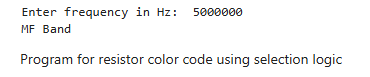 Enter frequency in Hz:  5000000
MF Band
Program for resistor color code using selection logic